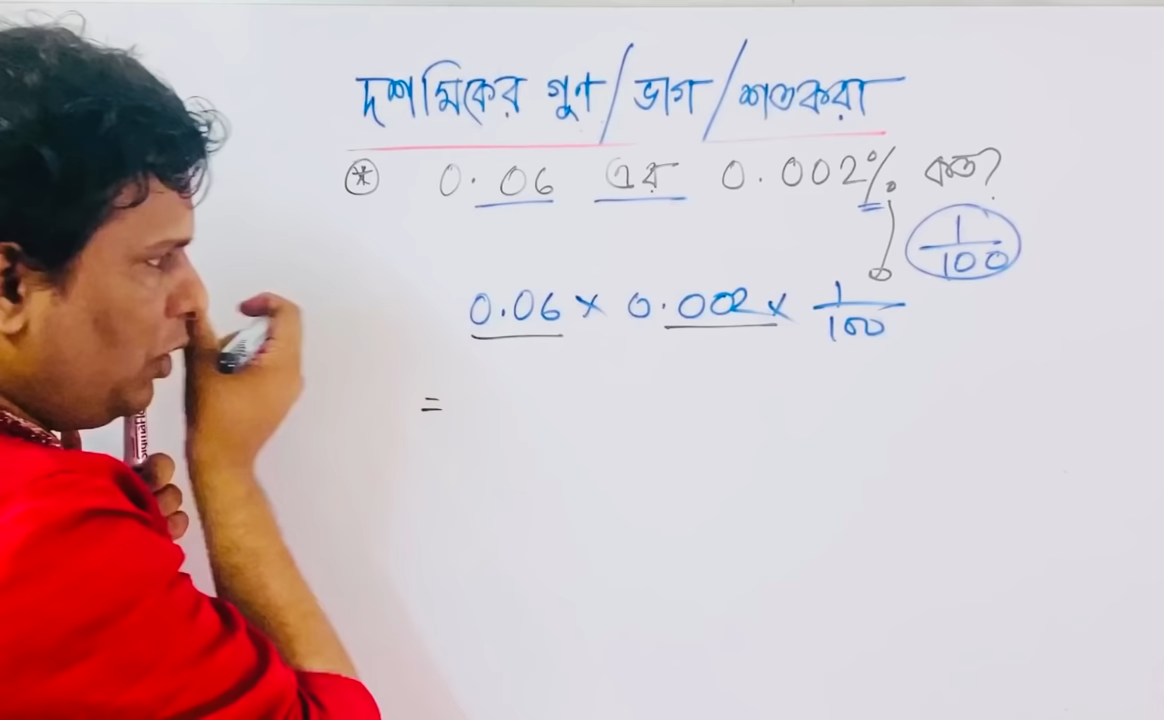 দশমিকের গুণ/ভাগ/শতকরা
* 0.06 এর 0.002% কত?
1/100
0.06 × 0.002 × 1/100
=